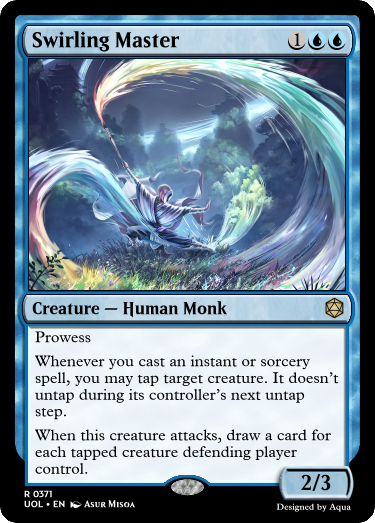 Swirling Master 1
Creature — Human Monk
Prowess
Whenever you cast an instant or sorcery
spell, you may tap target creature. It doesn't
untap during its controller's next untap
step.
When this creature attacks, draw a card for
each tapped creature defending player
control.
2/3
R 0371
UOL • EN Asur Misoa
Designed by Aqua